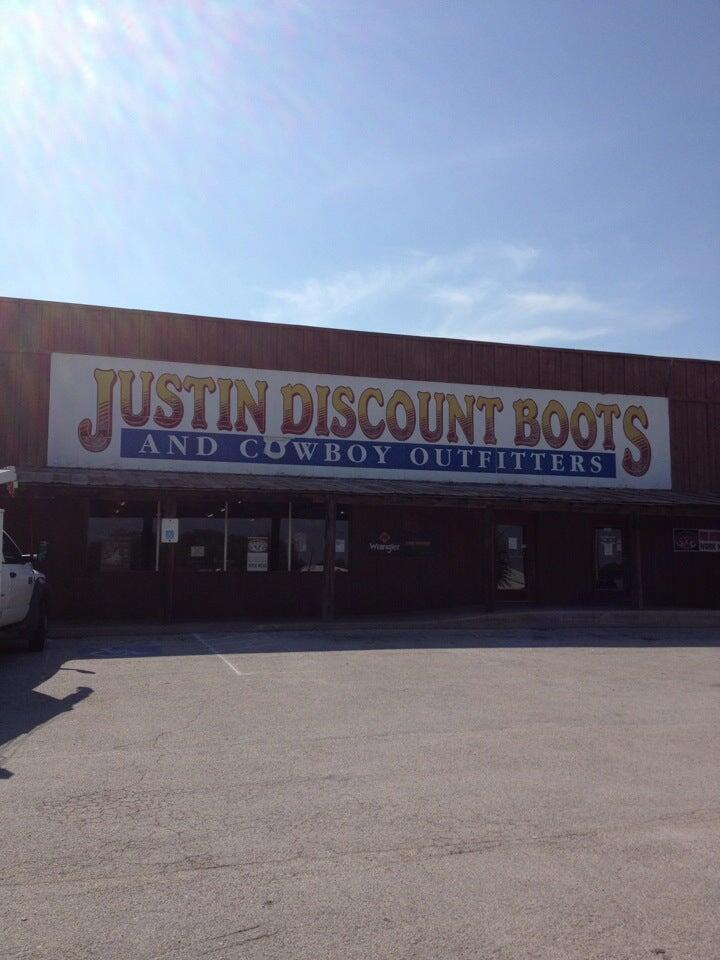 JUSTIN DISCOUNT BOOTS
AND COWBOY OUTFITTERS
Wrangler